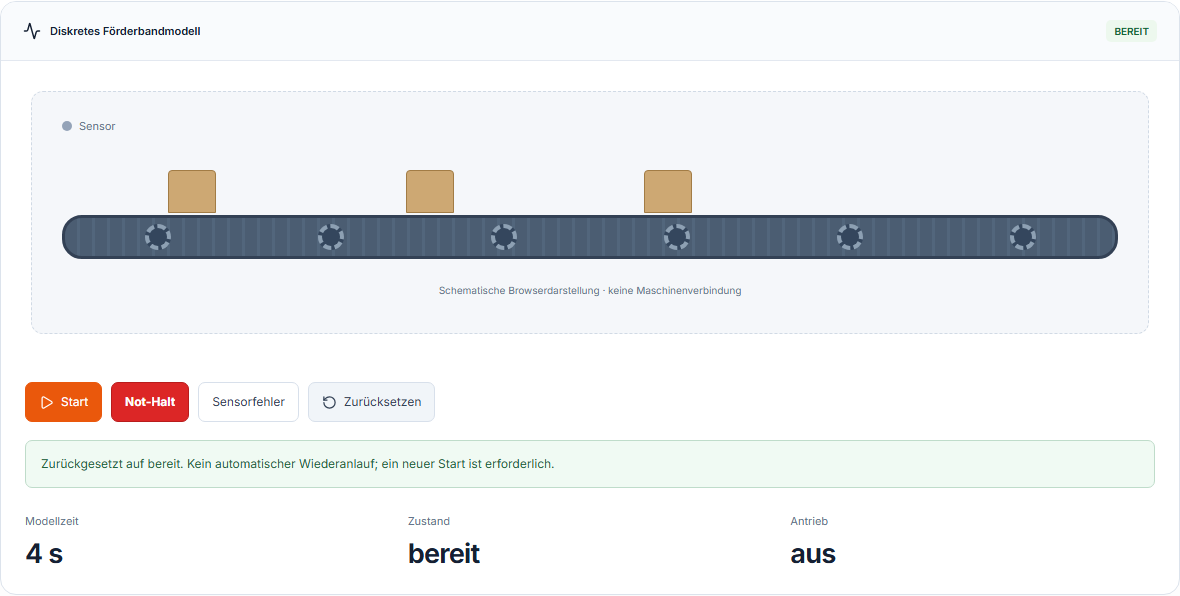 Diskretes Förderbandmodell
BEREIT
Sensor
Schematische Browserdarstellung · keine Maschinenverbindung
Start
Not-Halt
Sensorfehler
Zurücksetzen
Zurückgesetzt auf bereit. Kein automatischer Wiederanlauf; ein neuer Start ist erforderlich.
Modellzeit
Zustand
Antrieb
4 s
bereit
aus